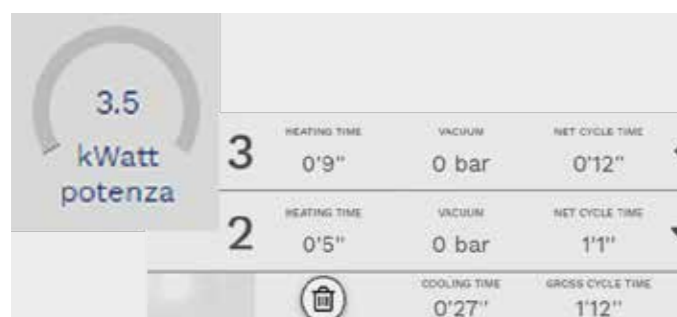 3.5
kWatt
potenza
3 HEATING TIME VACUUM NET CYCLE TIME
0'9" 0 bar 0'12"
2 HEATING TIME VACUUM NET CYCLE TIME
0'5" 0 bar 1'1"
COOLING TIME GROSS CYCLE TIME
0'27" 1'12"